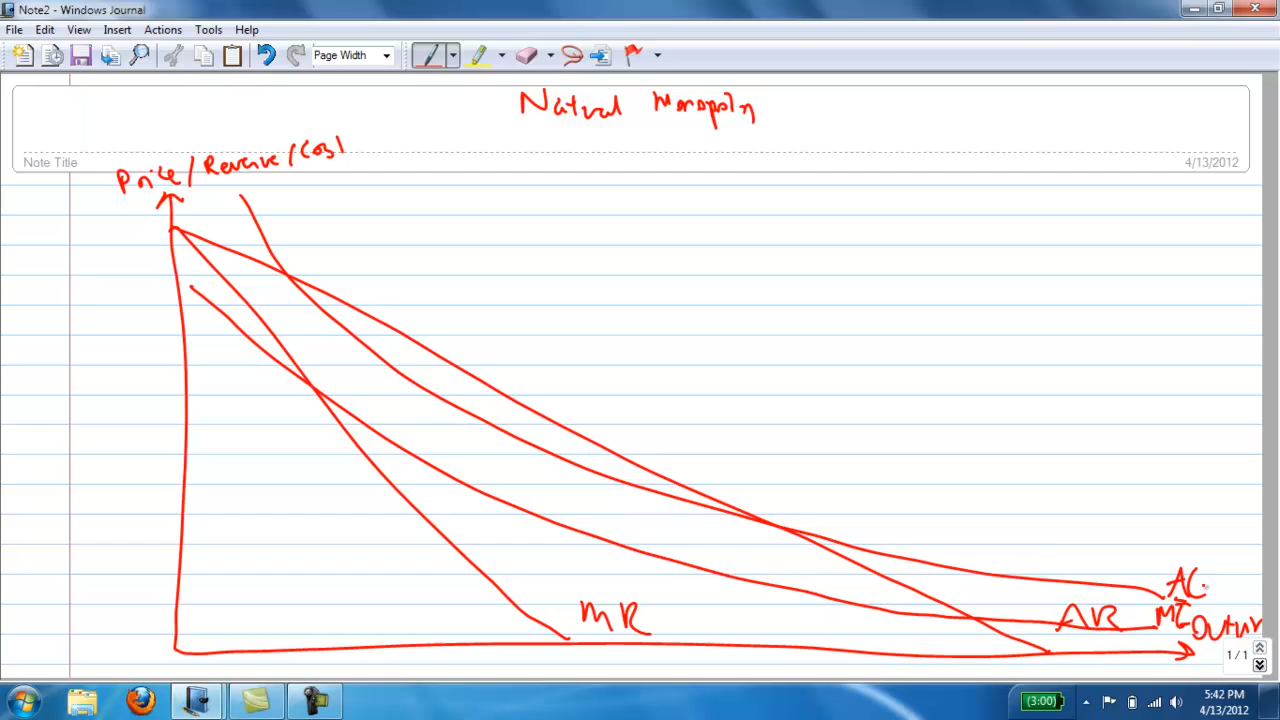 Note2 - Windows Journal
File Edit View Insert Actions Tools Help
Page Width
Natural Monopoly
Note Title
4/13/2012
Price/Revenue/Cost
AC
MC
AR
MR
Output
1 / 1
(3:00)
5:42 PM
4/13/2012